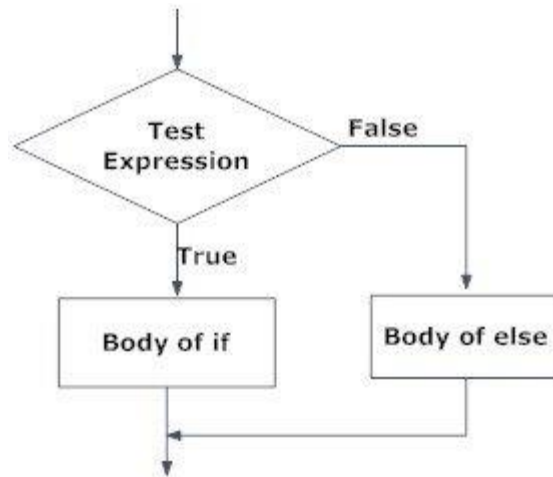 Test
Expression
False
True
Body of if
Body of else